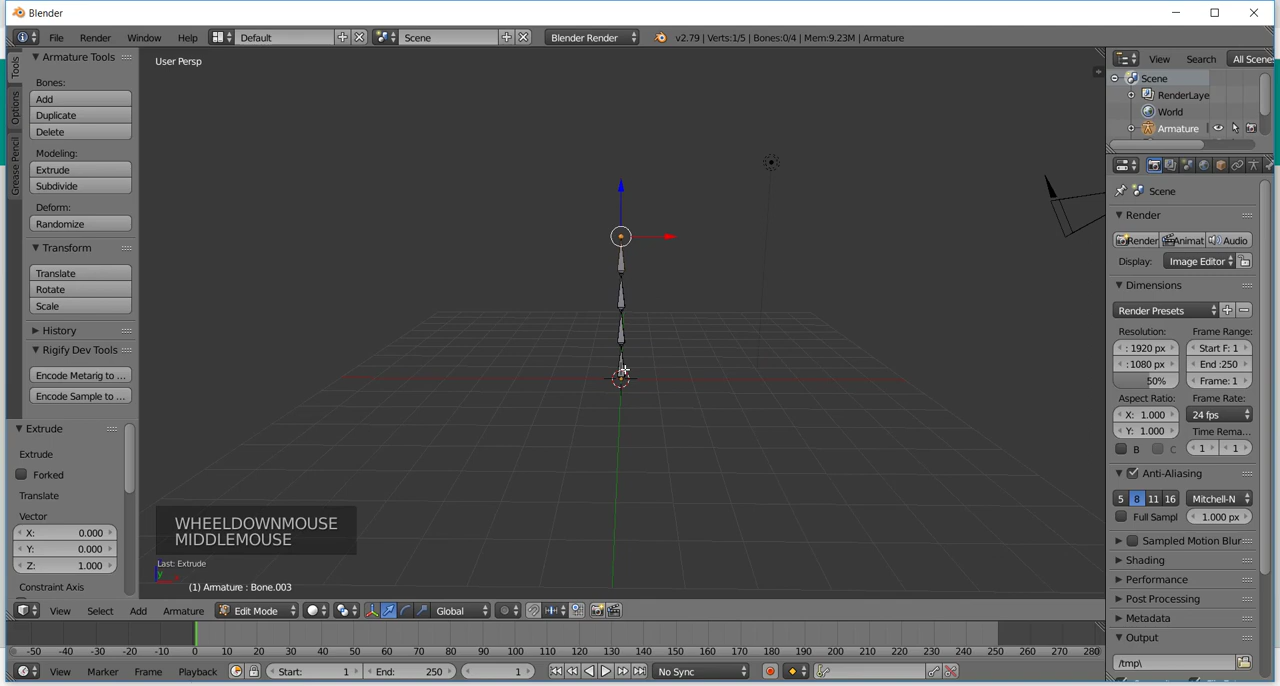 Blender
File Render Window Help Default Scene Blender Render v2.79 | Verts:1/5 | Bones:0/4 | Mem:9.23M | Armature
Tools
Options
Grease Pencil
Armature Tools
Bones:
Add
Duplicate
Delete
Modeling:
Extrude
Subdivide
Deform:
Randomize
Transform
Translate
Rotate
Scale
History
Rigify Dev Tools
Encode Metarig to ...
Encode Sample to ...
Extrude
Extrude
Forked
Translate
Vector
X: 0.000
Y: 0.000
Z: 1.000
Constraint Axis
User Persp
WHEELDOWNMOUSE
MIDDLEMOUSE
Last: Extrude
y
(1) Armature : Bone.003
View Select Add Armature Edit Mode Global
-50 -40 -30 -20 -10 0 10 20 30 40 50 60 70 80 90 100 110 120 130 140 150 160 170 180 190 200 210 220 230 240 250 260 270 280
View Marker Frame Playback Start: 1 End: 250 1 No Sync
View Search All Scene
Scene
RenderLaye
World
Armature
Scene
Render
Render Animat Audio
Display: Image Editor
Dimensions
Render Presets
Resolution: Frame Range:
: 1920 px Start F: 1
: 1080 px End :250
50% Frame: 1
Aspect Ratio: Frame Rate:
X: 1.000 24 fps
Y: 1.000 Time Rema...
B C 1 1
Anti-Aliasing
5 8 11 16 Mitchell-N
Full Sampl 1.000 px
Sampled Motion Blur
Shading
Performance
Post Processing
Metadata
Output
/tmp\